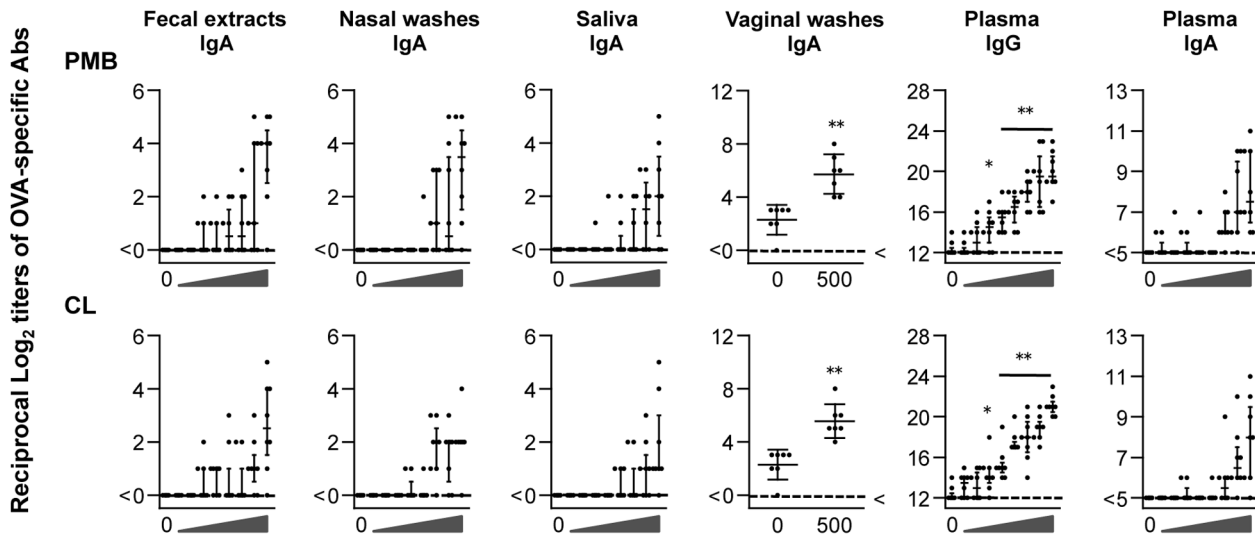 Reciprocal Log₂ titers of OVA-specific Abs
Fecal extracts Nasal washes Saliva Vaginal washes Plasma Plasma
IgA IgA IgA IgA IgG IgA
PMB
6 6 6 12 28 13
4 4 4 8 24 11
2 2 2 4 20 9
<0 <0 <0 <0 16 7
< 12 <5
** * **
0 0 0 0 500 0 0
CL
6 6 6 12 28 13
4 4 4 8 24 11
2 2 2 4 20 9
<0 <0 <0 <0 16 7
< 12 <5
** * **
0 0 0 0 500 0 0